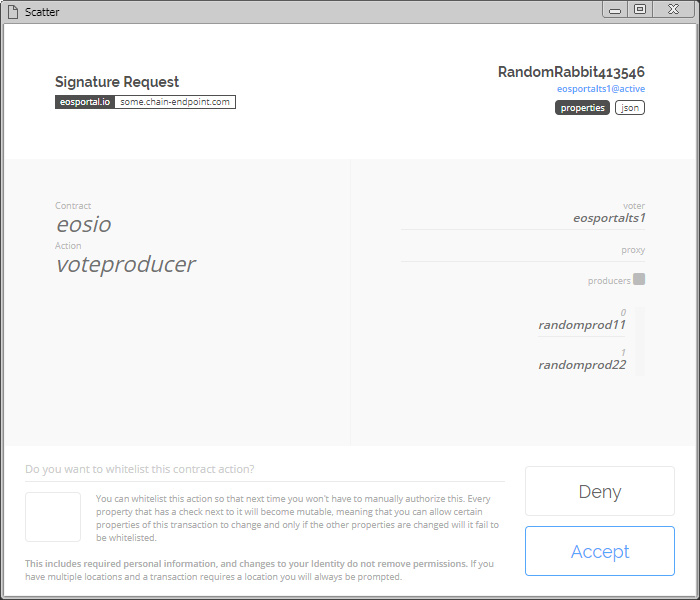 Scatter
Signature Request
eosportal.io some.chain-endpoint.com
RandomRabbit413546
eosportalts1@active
properties json
Contract
eosio
Action
voteproducer
voter
eosportalts1
proxy
producers
0
randomprod11
1
randomprod22
Do you want to whitelist this contract action?
You can whitelist this action so that next time you won't have to manually authorize this. Every
property that has a check next to it will become mutable, meaning that you can allow certain
properties of this transaction to change and only if the other properties are changed will it fail to
be whitelisted.
This includes required personal information, and changes to your Identity do not remove permissions. If you
have multiple locations and a transaction requires a location you will always be prompted.
Deny
Accept